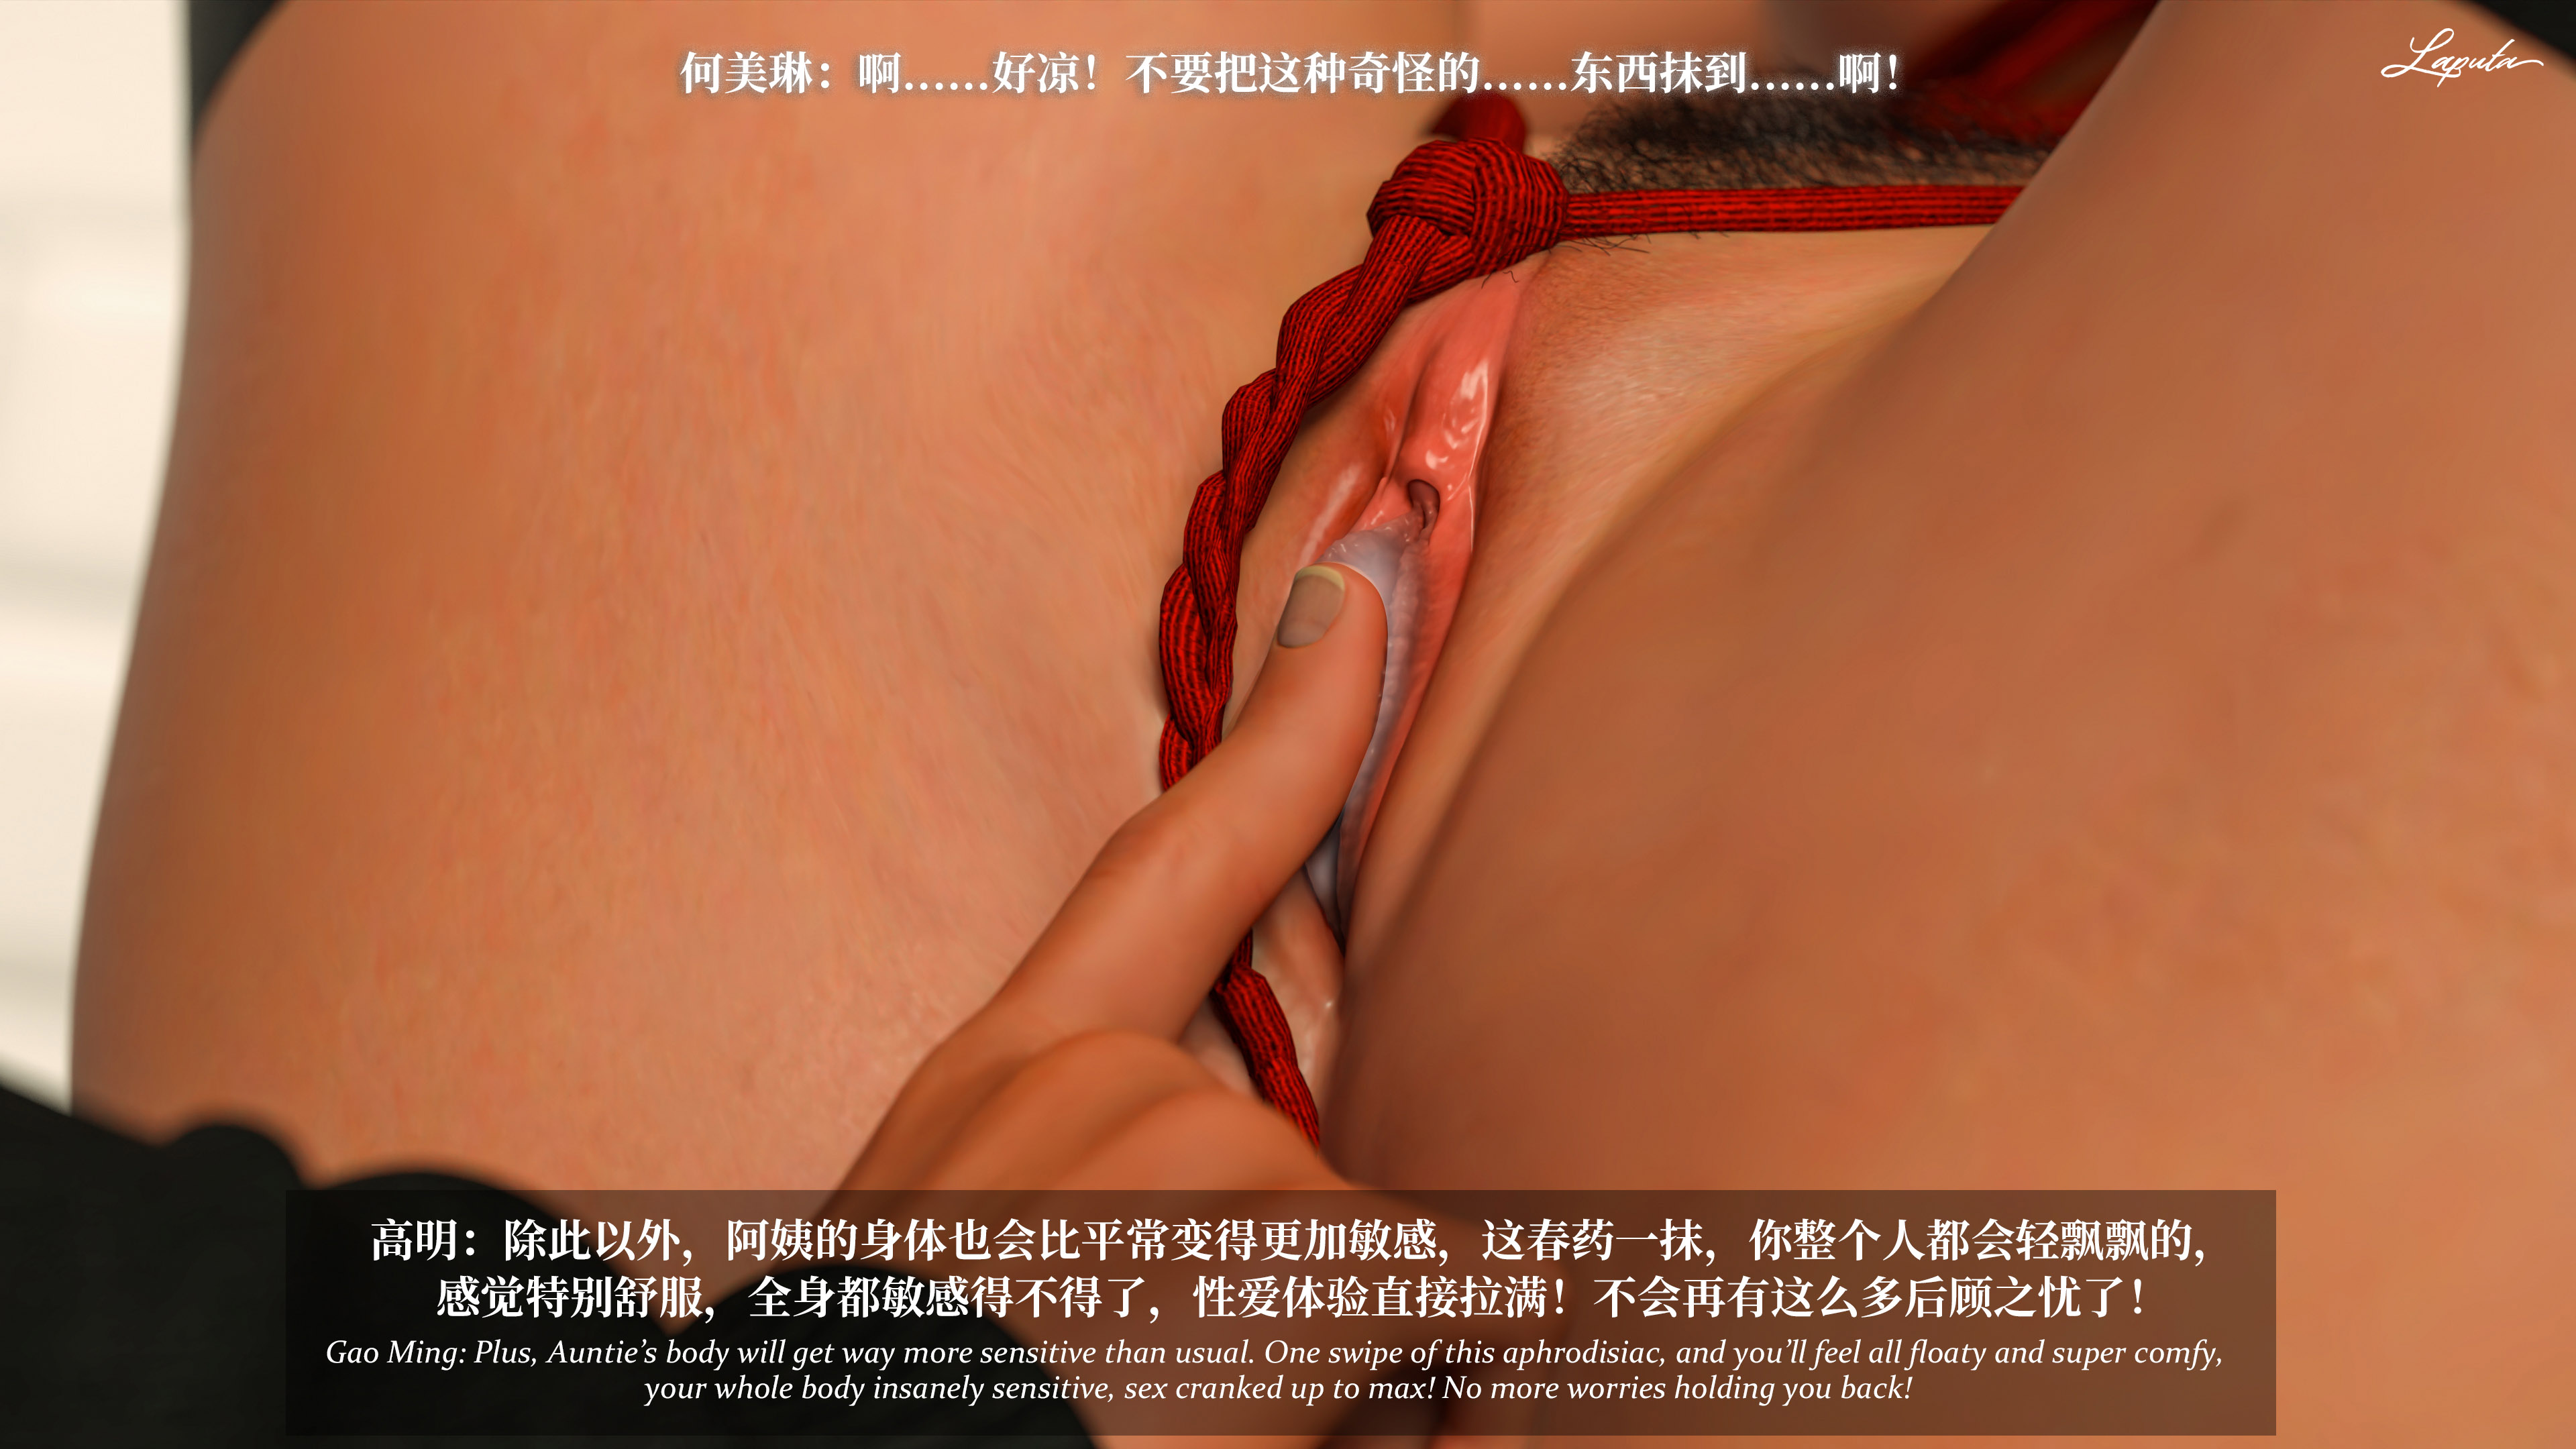 何美琳：啊……好凉！不要把这种奇怪的……东西抹到……啊！
Laputa
高明：除此以外，阿姨的身体也会比平常变得更加敏感，这春药一抹，你整个人都会轻飘飘的，
感觉特别舒服，全身都敏感得不得了，性爱体验直接拉满！不会再有这么多后顾之忧了！
Gao Ming: Plus, Auntie’s body will get way more sensitive than usual. One swipe of this aphrodisiac, and you’ll feel all floaty and super comfy,
your whole body insanely sensitive, sex cranked up to max! No more worries holding you back!